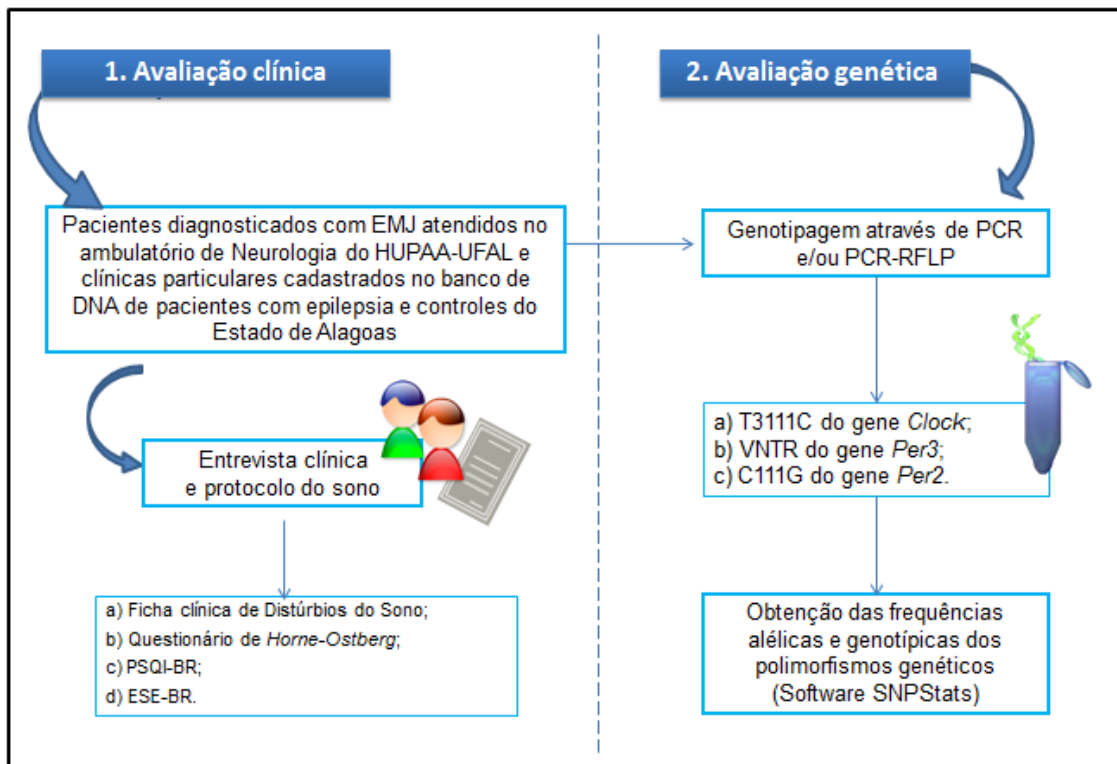 1. Avaliação clínica
Pacientes diagnosticados com EMJ atendidos no
ambulatório de Neurologia do HUPAA-UFAL e
clínicas particulares cadastrados no banco de
DNA de pacientes com epilepsia e controles do
Estado de Alagoas
Entrevista clínica
e protocolo do sono
a) Ficha clínica de Distúrbios do Sono;
b) Questionário de Horne-Ostberg;
c) PSQI-BR;
d) ESE-BR.
2. Avaliação genética
Genotipagem através de PCR
e/ou PCR-RFLP
a) T3111C do gene Clock;
b) VNTR do gene Per3;
c) C111G do gene Per2.
Obtenção das frequências
alélicas e genotípicas dos
polimorfismos genéticos
(Software SNPStats)